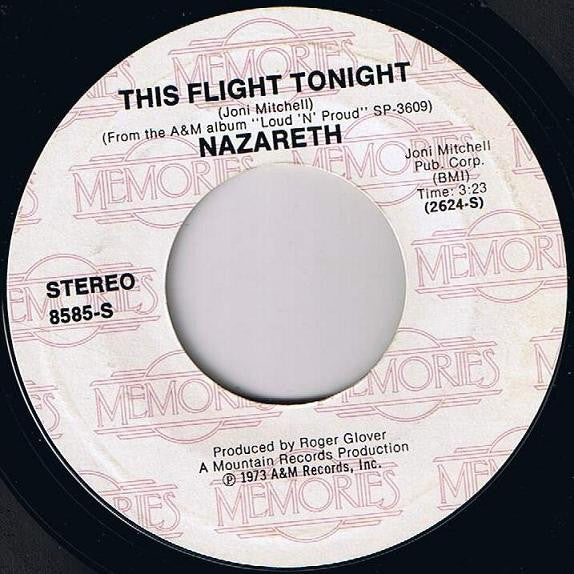 MEMORIES
THIS FLIGHT TONIGHT
(Joni Mitchell)
(From the A&M album "Loud 'N' Proud" SP-3609)
NAZARETH
Joni Mitchell
Pub. Corp.
(BMI)
Time: 3:23
(2624-S)
MEMORIES
MEMORIES
STEREO
8585-S
MEMORIES
MEMORIES
MEMORIES
MEMORIES
Produced by Roger Glover
A Mountain Records Production
℗ 1973 A&M Records, Inc.
MEMORIES